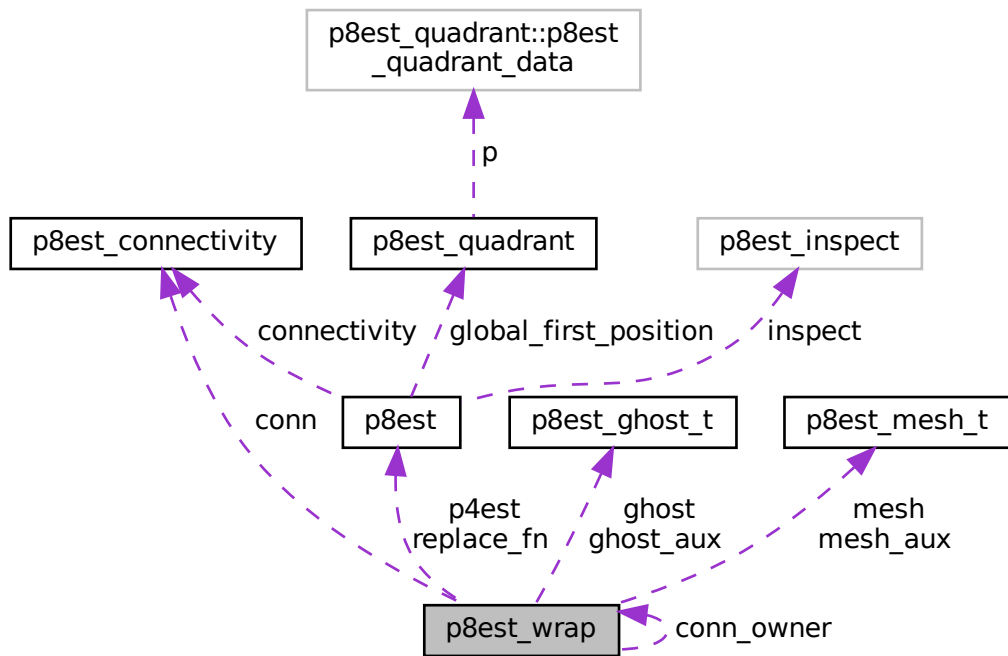 p8est_quadrant::p8est
_quadrant_data
p
p8est_connectivity
p8est_quadrant
p8est_inspect
connectivity
global_first_position
inspect
conn
p8est
p8est_ghost_t
p8est_mesh_t
p4est
replace_fn
ghost
ghost_aux
mesh
mesh_aux
p8est_wrap
conn_owner